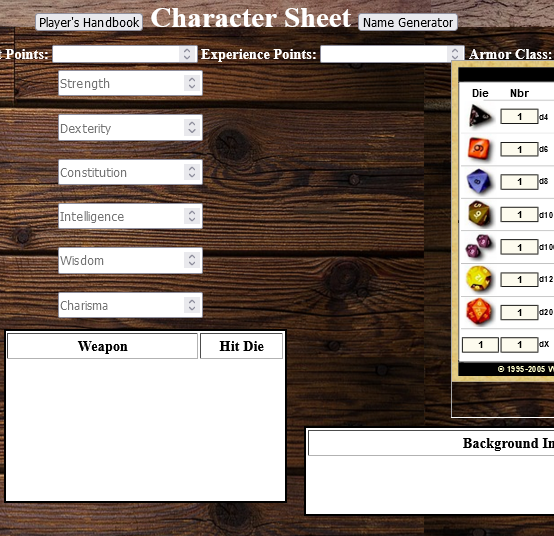 Player's Handbook Character Sheet Name Generator
t Points: Experience Points: Armor Class:
Strength
Dexterity
Constitution
Intelligence
Wisdom
Charisma
Die Nbr
1 d4
1 d6
1 d8
1 d10
1 d10
1 d12
1 d20
1 1 dX
© 1995-2005 W
Weapon Hit Die
Background In